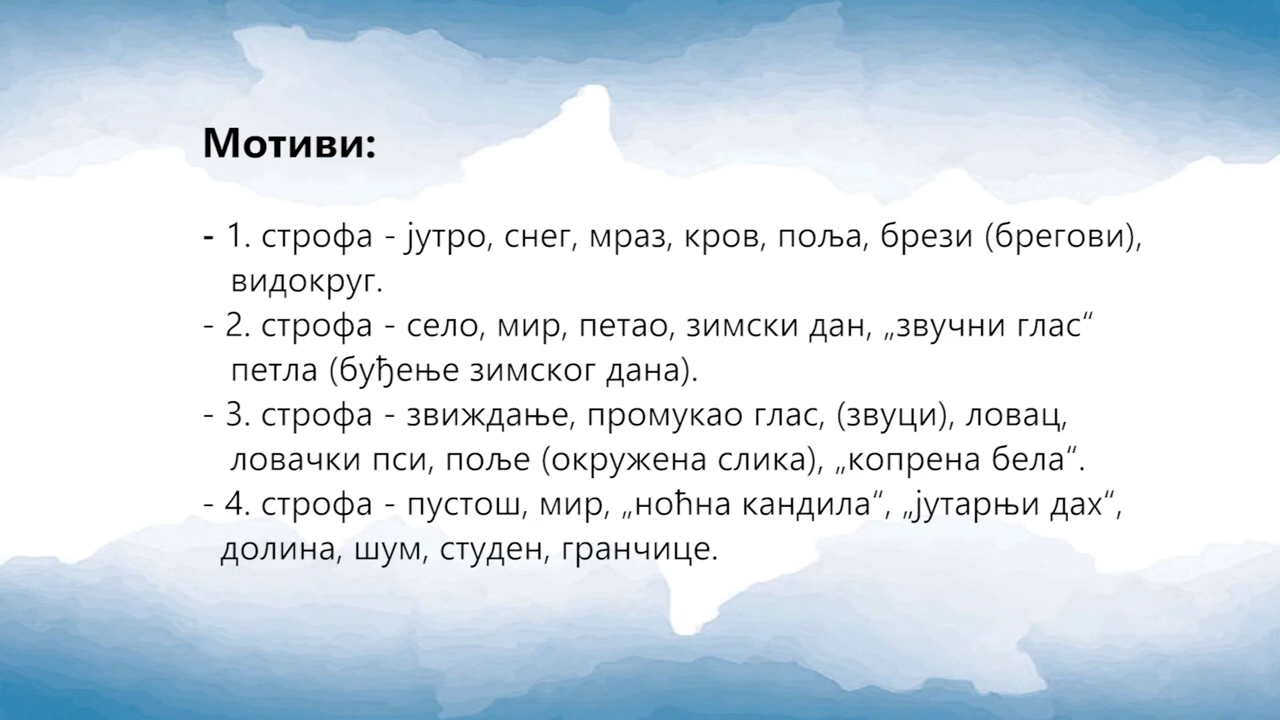 Мотиви:
- 1. строфа - јутро, снег, мраз, кров, поља, брези (брегови),
видокруг.
- 2. строфа - село, мир, петао, зимски дан, „звучни глас“
петла (буђење зимског дана).
- 3. строфа - звиждање, промукао глас, (звуци), ловац,
ловачки пси, поље (окружена слика), „копрена бела“.
- 4. строфа - пустош, мир, „ноћна кандила“, „јутарњи дах“,
долина, шум, студен, гранчице.